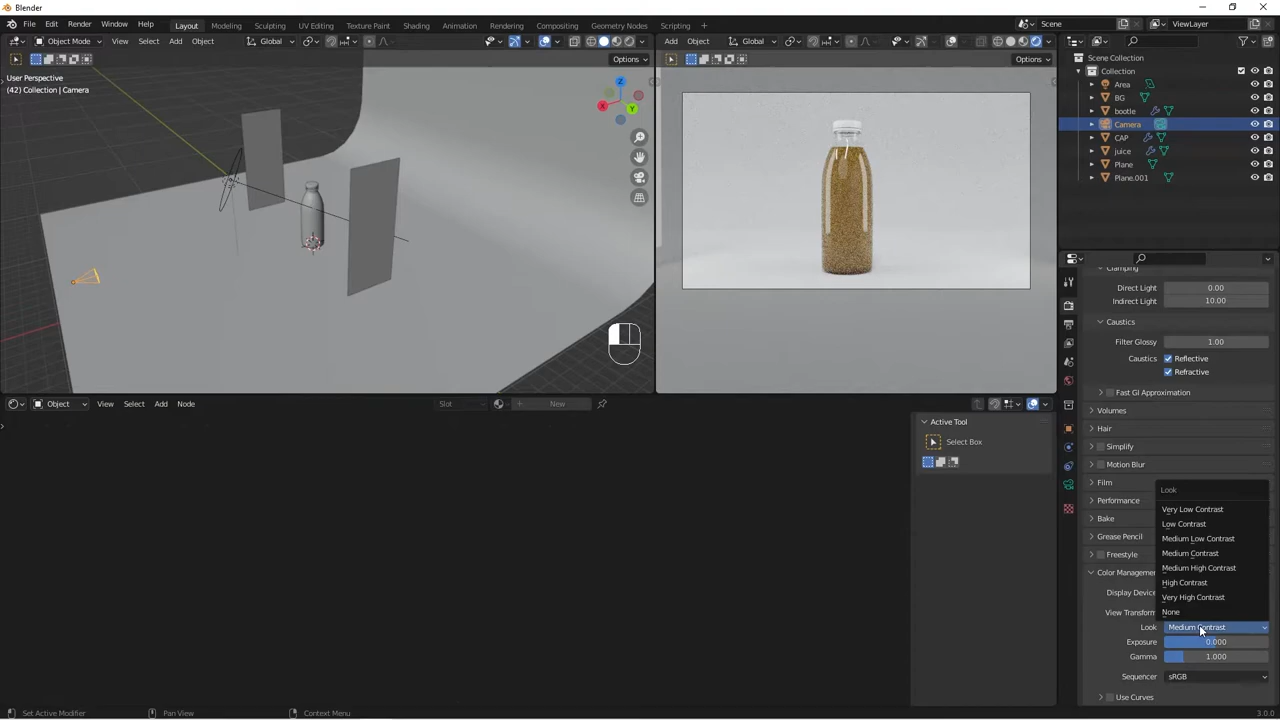 Blender
File Edit Render Window Help Layout Modeling Sculpting UV Editing Texture Paint Shading Animation Rendering Compositing Geometry Nodes Scripting + Scene ViewLayer
Object Mode View Select Add Object Global
Add Object Global
Options
Options
User Perspective
(42) Collection | Camera
X Y Z
Scene Collection
Collection
Area
BG
bootle
Camera
CAP
juice
Plane
Plane.001
Clamping
Direct Light 0.00
Indirect Light 10.00
Caustics
Filter Glossy 1.00
Caustics Reflective
Refractive
Fast GI Approximation
Volumes
Hair
Simplify
Motion Blur
Film
Performance
Bake
Grease Pencil
Freestyle
Color Management
Display Device
View Transform
Look
Very Low Contrast
Low Contrast
Medium Low Contrast
Medium Contrast
Medium High Contrast
High Contrast
Very High Contrast
None
Look Medium Contrast
Exposure 0.000
Gamma 1.000
Sequencer sRGB
Use Curves
Object View Select Add Node Slot New
Active Tool
Select Box
Set Active Modifier Pan View Context Menu 3.0.0